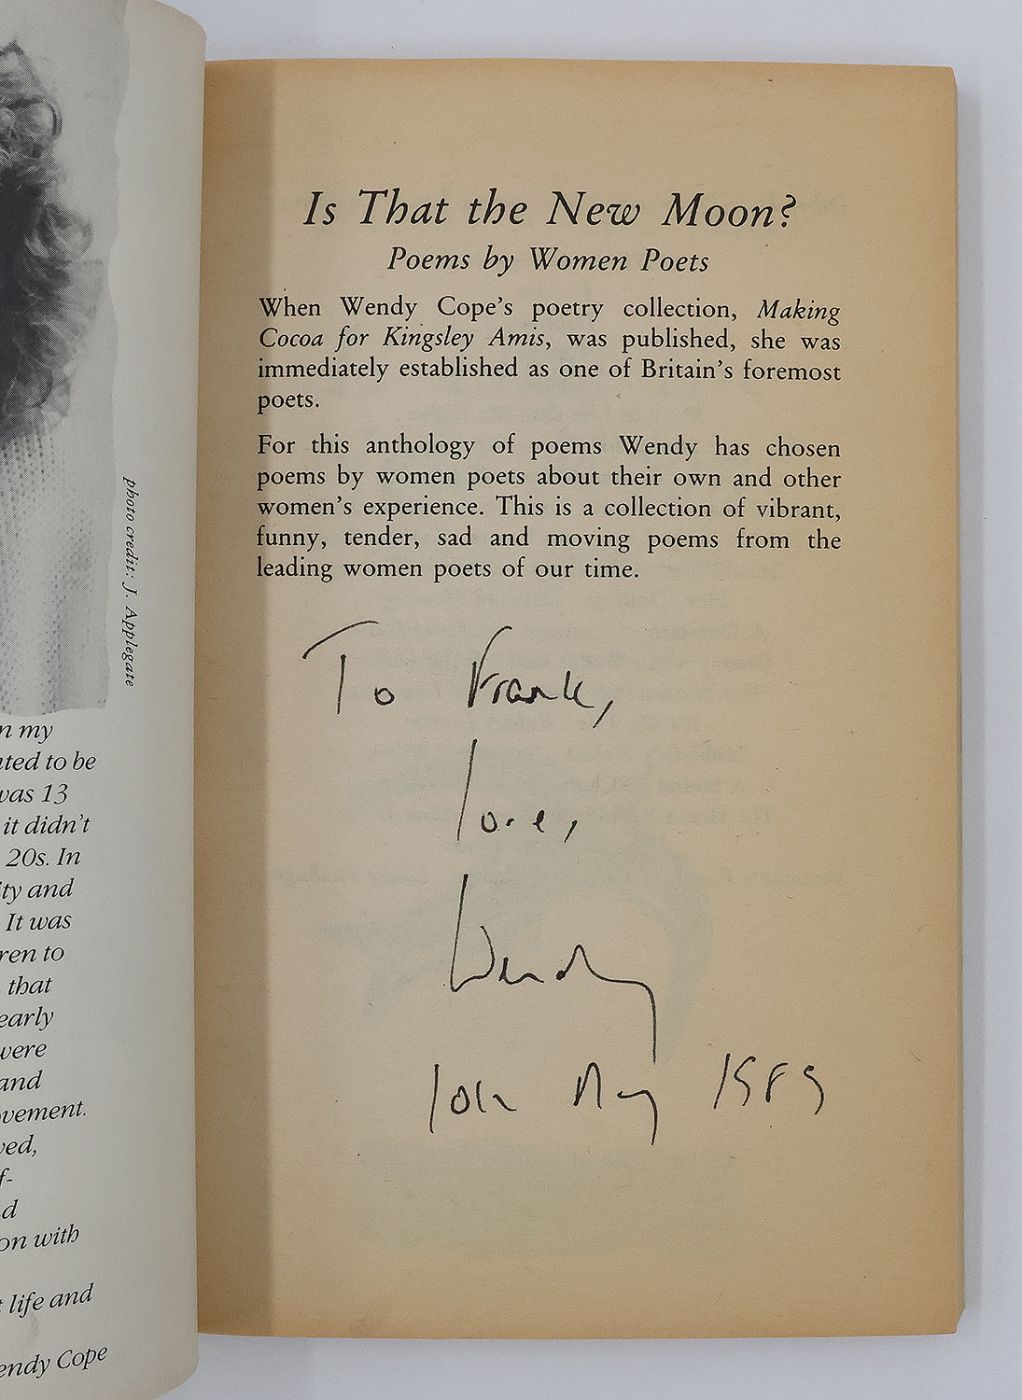 photo credit: J. Applegate
n my
ted to be
was 13
it didn't
20s. In
ty and
It was
ren to
that
early
were
and
ovement.
ved,
f-
d
on with
t life and
endy Cope
Is That the New Moon?
Poems by Women Poets
When Wendy Cope's poetry collection, Making
Cocoa for Kingsley Amis, was published, she was
immediately established as one of Britain's foremost
poets.
For this anthology of poems Wendy has chosen
poems by women poets about their own and other
women's experience. This is a collection of vibrant,
funny, tender, sad and moving poems from the
leading women poets of our time.
To Frank,
love,
Wendy
10th May 1989